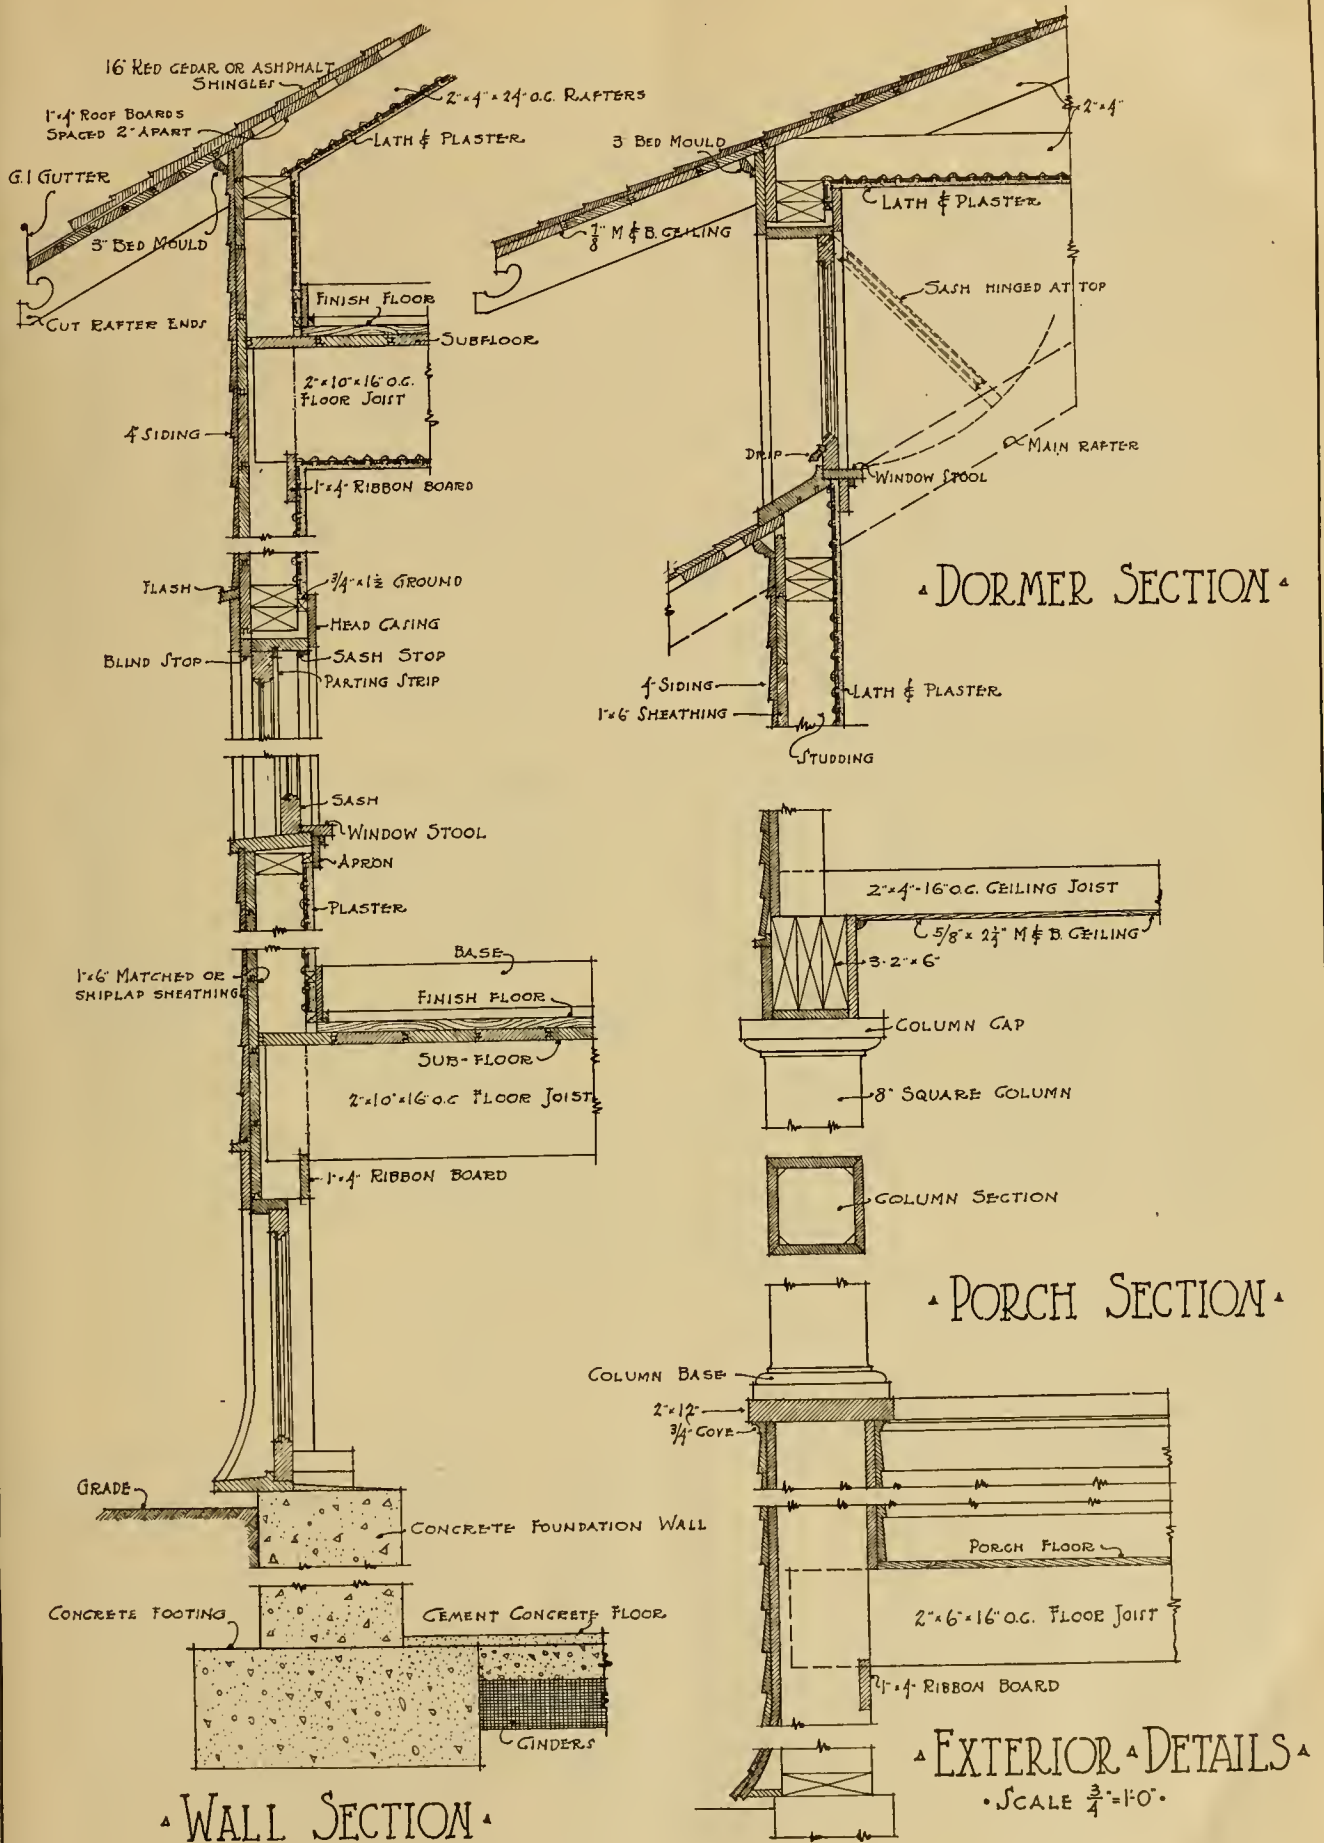 16" RED CEDAR OR ASHPHALT
SHINGLES
1"x4" ROOF BOARDS
SPACED 2" APART
2"x4"x24" O.C. RAFTERS
LATH & PLASTER
G.I GUTTER
3" BED MOULD
CUT RAFTER ENDS
FINISH FLOOR
SUBFLOOR
2"x10"x16" O.C.
FLOOR JOIST
4" SIDING
1"x4" RIBBON BOARD
FLASH
3/4"x1½ GROUND
HEAD CASING
BLIND STOP
SASH STOP
PARTING STRIP
SASH
WINDOW STOOL
APRON
PLASTER
1"x6" MATCHED OR
SHIPLAP SHEATHING
BASE
FINISH FLOOR
SUB-FLOOR
2"x10"x16" O.C FLOOR JOIST
1"x4" RIBBON BOARD
GRADE
CONCRETE FOUNDATION WALL
CONCRETE FOOTING
CEMENT CONCRETE FLOOR
CINDERS
WALL SECTION
3" BED MOULD
2"x4"
LATH & PLASTER
7/8" M & B. CEILING
SASH HINGED AT TOP
DRIP
MAIN RAFTER
WINDOW STOOL
DORMER SECTION
4" SIDING
LATH & PLASTER
1"x6" SHEATHING
STUDDING
2"x4"-16" O.C. CEILING JOIST
5/8"x2¼" M & B. CEILING
3-2"x6"
COLUMN CAP
8" SQUARE COLUMN
COLUMN SECTION
PORCH SECTION
COLUMN BASE
2"x12"
3/4" COVE
PORCH FLOOR
2"x6"x16" O.C. FLOOR JOIST
1"x4" RIBBON BOARD
EXTERIOR DETAILS
SCALE 3/4"=1'-0"